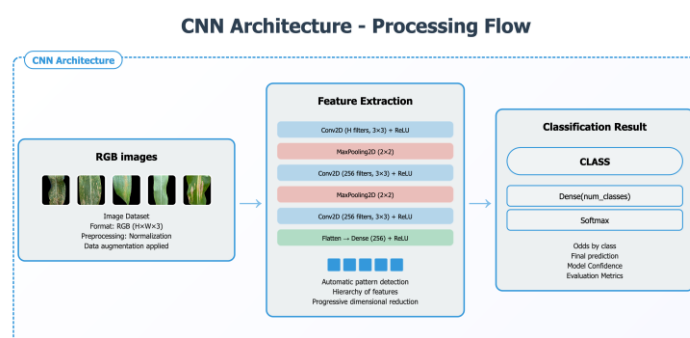 CNN Architecture - Processing Flow
CNN Architecture
RGB images
Image Dataset
Format: RGB (H×W×3)
Preprocessing: Normalization
Data augmentation applied
Feature Extraction
Conv2D (H filters, 3×3) + ReLU
MaxPooling2D (2×2)
Conv2D (256 filters, 3×3) + ReLU
MaxPooling2D (2×2)
Conv2D (256 filters, 3×3) + ReLU
Flatten → Dense (256) + ReLU
Automatic pattern detection
Hierarchy of features
Progressive dimensional reduction
Classification Result
CLASS
Dense(num_classes)
Softmax
Odds by class
Final prediction
Model Confidence
Evaluation Metrics